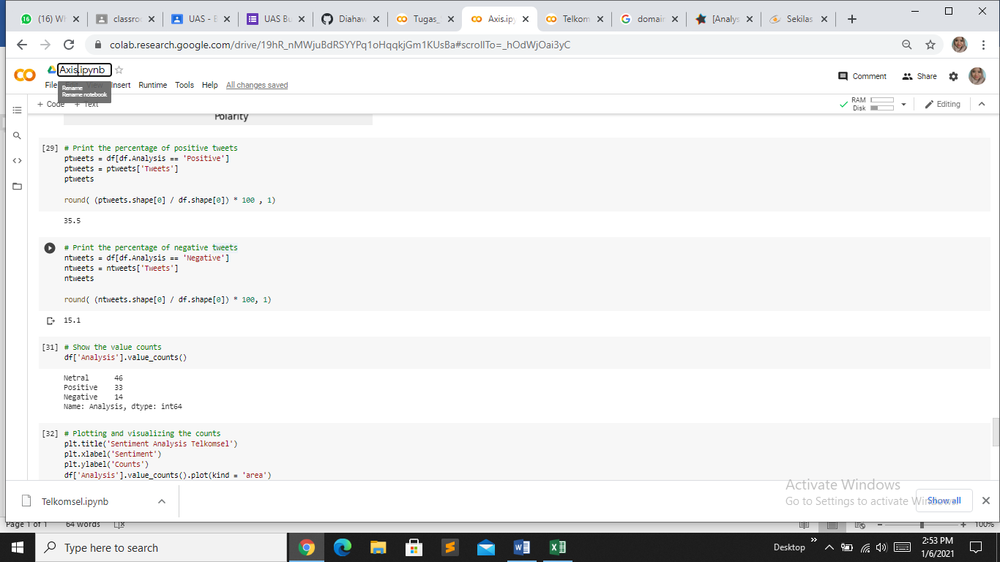 (16) Wh
classroo
UAS - B
UAS Bu
Diahaw
Tugas_
Axis.ipy
Telkom
domain
[Analys
Sekilas
colab.research.google.com/drive/19hR_nMWjuBdRSYYPq1oHqqkjGm1KUsBa#scrollTo=_hOdWjOai3yC
Axis.ipynb
File Edit View Insert Runtime Tools Help All changes saved
Comment Share
Rename
Rename notebook
+ Code + Text
RAM
Disk
Editing
Polarity
[29] # Print the percentage of positive tweets
ptweets = df[df.Analysis == 'Positive']
ptweets = ptweets['Tweets']
ptweets
round( (ptweets.shape[0] / df.shape[0]) * 100 , 1)
35.5
# Print the percentage of negative tweets
ntweets = df[df.Analysis == 'Negative']
ntweets = ntweets['Tweets']
ntweets
round( (ntweets.shape[0] / df.shape[0]) * 100, 1)
15.1
[31] # Show the value counts
df['Analysis'].value_counts()
Netral 46
Positive 33
Negative 14
Name: Analysis, dtype: int64
[32] # Plotting and visualizing the counts
plt.title('Sentiment Analysis Telkomsel')
plt.xlabel('Sentiment')
plt.ylabel('Counts')
df['Analysis'].value_counts().plot(kind = 'area')
Activate Windows
Go to Settings to activate Windows.
Telkomsel.ipynb
Show all
Page 1 of 1 64 words
100%
Type here to search
Desktop
2:53 PM
1/6/2021